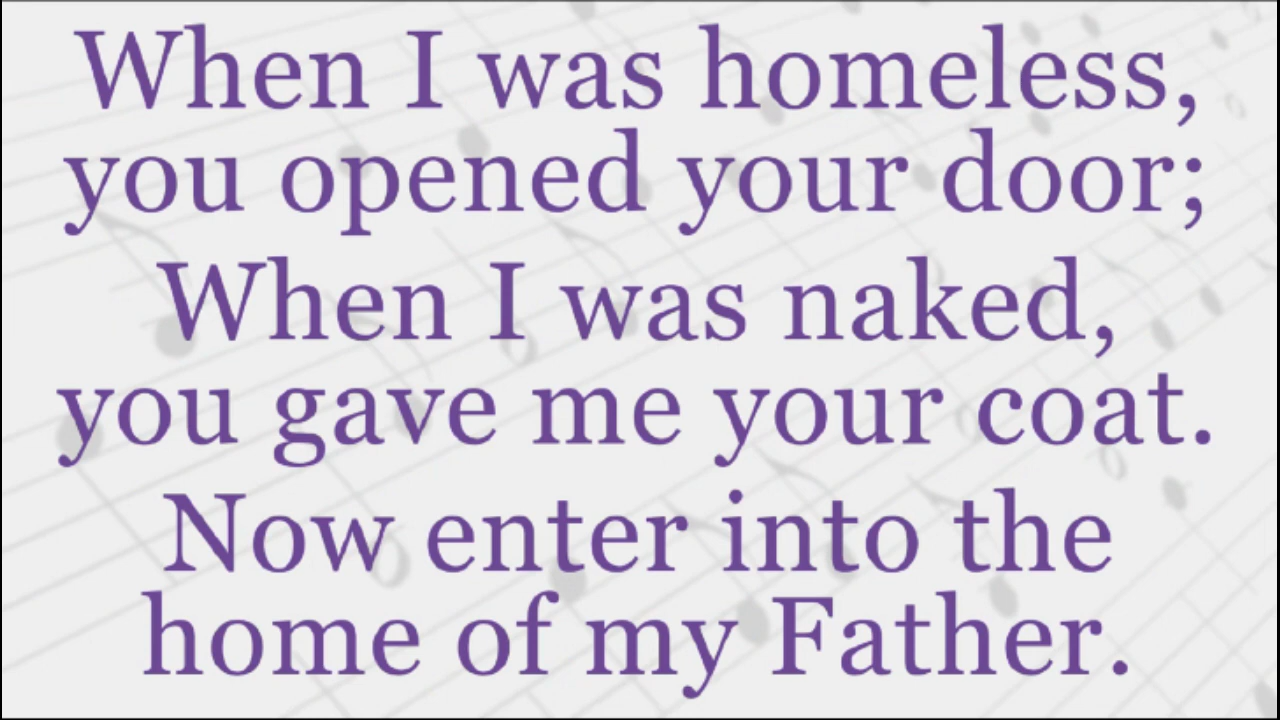 When I was homeless,
you opened your door;
When I was naked,
you gave me your coat.
Now enter into the
home of my Father.